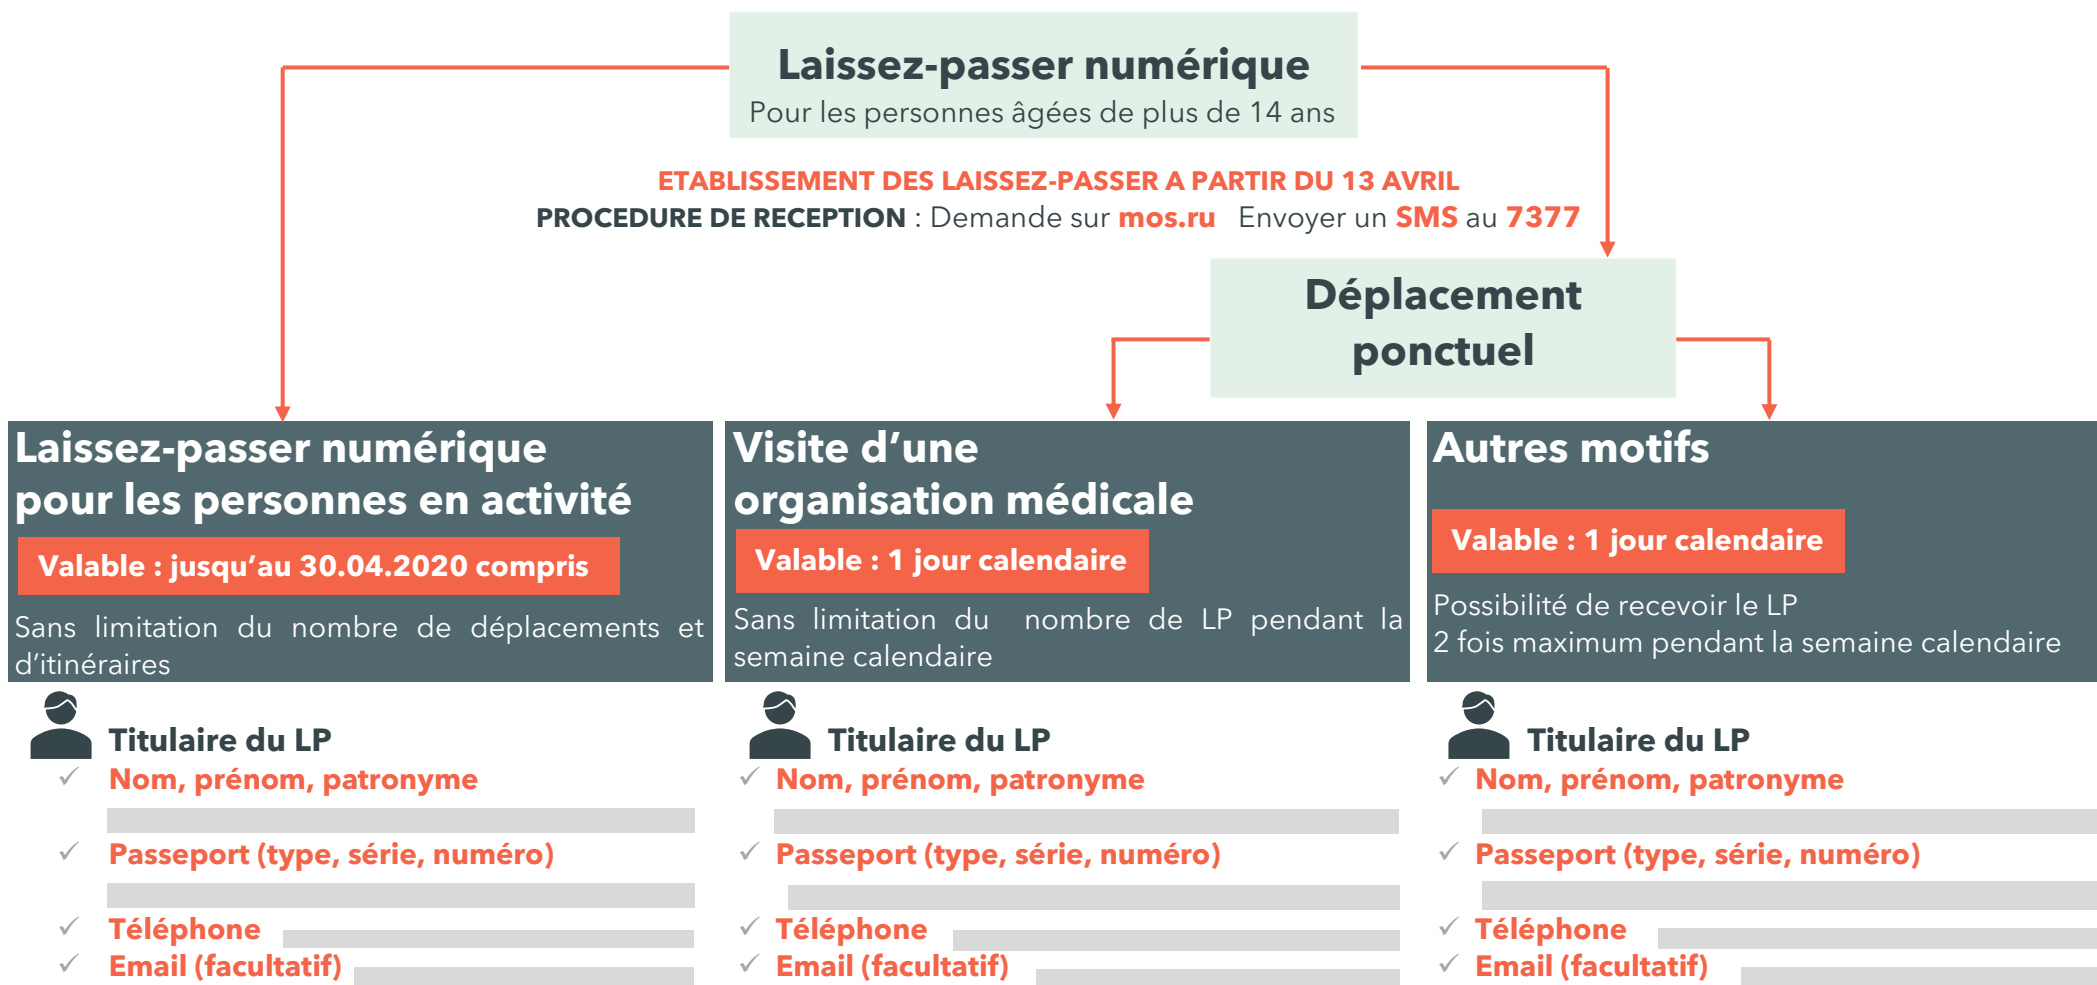 Laissez-passer numérique
Pour les personnes âgées de plus de 14 ans
ETABLISSEMENT DES LAISSEZ-PASSER A PARTIR DU 13 AVRIL
PROCEDURE DE RECEPTION : Demande sur mos.ru Envoyer un SMS au 7377
Déplacement
ponctuel
Laissez-passer numérique
pour les personnes en activité
Valable : jusqu’au 30.04.2020 compris
Sans limitation du nombre de déplacements et
d’itinéraires
Titulaire du LP
Nom, prénom, patronyme
Passeport (type, série, numéro)
Téléphone
Email (facultatif)
Visite d’une
organisation médicale
Valable : 1 jour calendaire
Sans limitation du nombre de LP pendant la
semaine calendaire
Titulaire du LP
Nom, prénom, patronyme
Passeport (type, série, numéro)
Téléphone
Email (facultatif)
Autres motifs
Valable : 1 jour calendaire
Possibilité de recevoir le LP
2 fois maximum pendant la semaine calendaire
Titulaire du LP
Nom, prénom, patronyme
Passeport (type, série, numéro)
Téléphone
Email (facultatif)